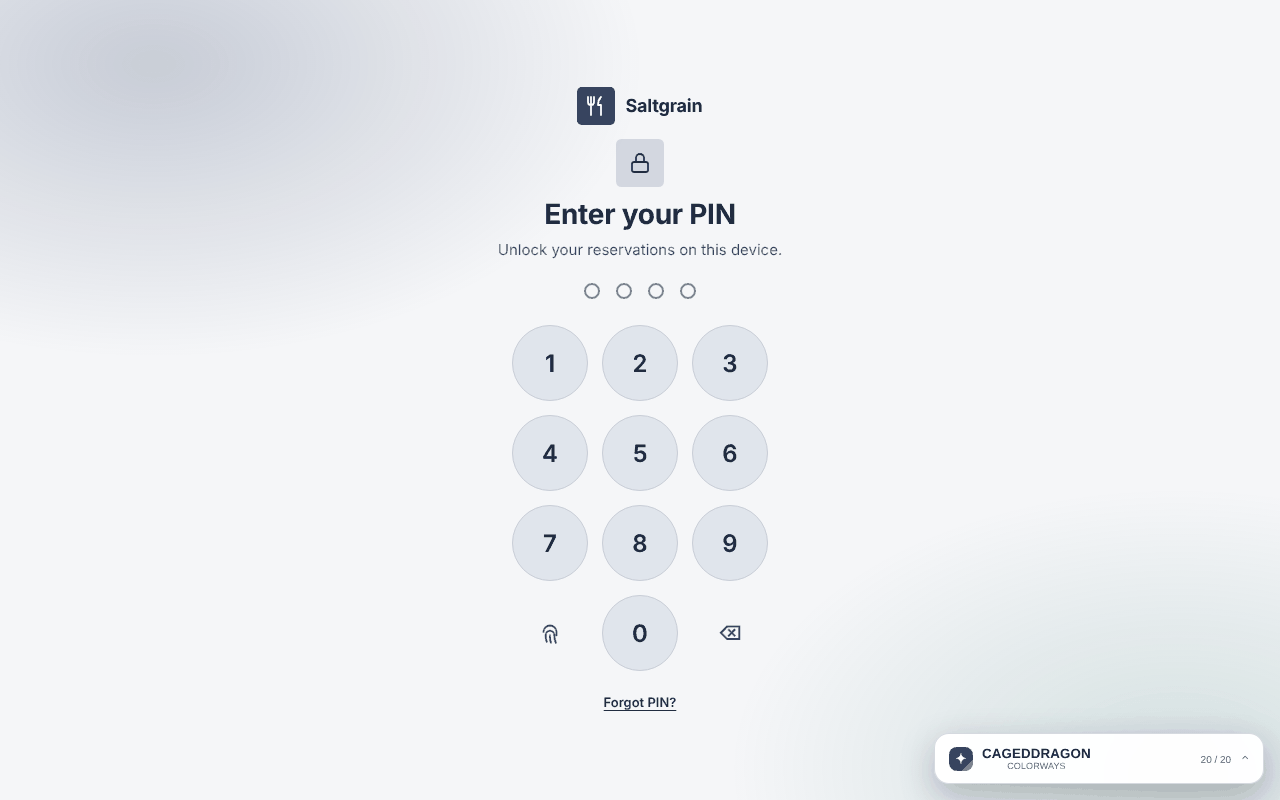 Saltgrain
Enter your PIN
Unlock your reservations on this device.
1 2 3
4 5 6
7 8 9
0
Forgot PIN?
CAGEDDRAGON
COLORWAYS
20 / 20